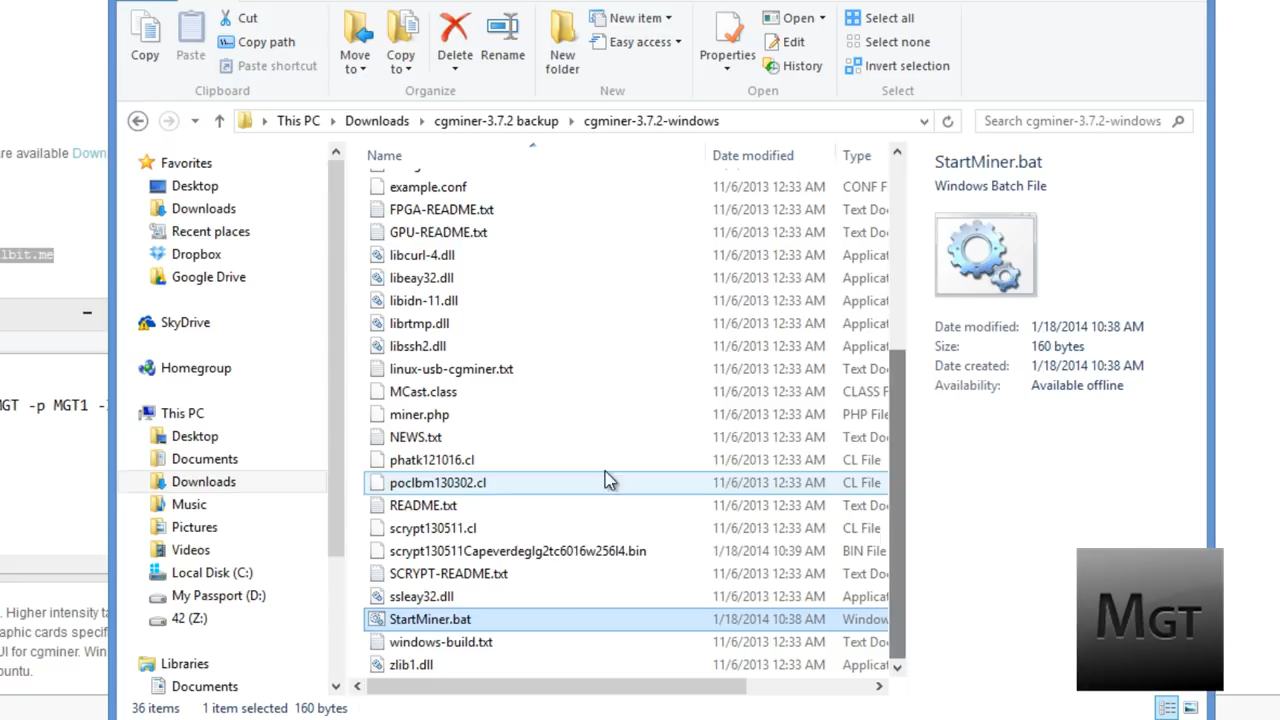 Copy
Paste
Cut
Copy path
Paste shortcut
Clipboard
Move to
Copy to
Delete
Rename
Organize
New folder
New item
Easy access
New
Properties
Open
Edit
History
Open
Select all
Select none
Invert selection
Select
This PC
Downloads
cgminer-3.7.2 backup
cgminer-3.7.2-windows
Search cgminer-3.7.2-windows
are available Down
lbit.me
MGT -p MGT1 -
. Higher intensity ta
raphic cards specifi
UI for cgminer. Win
ountu.
Favorites
Desktop
Downloads
Recent places
Dropbox
Google Drive
SkyDrive
Homegroup
This PC
Desktop
Documents
Downloads
Music
Pictures
Videos
Local Disk (C:)
My Passport (D:)
42 (Z:)
Libraries
Documents
Name Date modified Type
example.conf 11/6/2013 12:33 AM CONF F
FPGA-README.txt 11/6/2013 12:33 AM Text Do
GPU-README.txt 11/6/2013 12:33 AM Text Do
libcurl-4.dll 11/6/2013 12:33 AM Applica
libeay32.dll 11/6/2013 12:33 AM Applica
libidn-11.dll 11/6/2013 12:33 AM Applica
librtmp.dll 11/6/2013 12:33 AM Applica
libssh2.dll 11/6/2013 12:33 AM Applica
linux-usb-cgminer.txt 11/6/2013 12:33 AM Text Do
MCast.class 11/6/2013 12:33 AM CLASS F
miner.php 11/6/2013 12:33 AM PHP File
NEWS.txt 11/6/2013 12:33 AM Text Do
phatk121016.cl 11/6/2013 12:33 AM CL File
poclbm130302.cl 11/6/2013 12:33 AM CL File
README.txt 11/6/2013 12:33 AM Text Do
scrypt130511.cl 11/6/2013 12:33 AM CL File
scrypt130511Capeverdeglg2tc6016w256l4.bin 1/18/2014 10:39 AM BIN File
SCRYPT-README.txt 11/6/2013 12:33 AM Text Do
ssleay32.dll 11/6/2013 12:33 AM Applica
StartMiner.bat 1/18/2014 10:38 AM Window
windows-build.txt 11/6/2013 12:33 AM Text Do
zlib1.dll 11/6/2013 12:33 AM Applica
StartMiner.bat
Windows Batch File
Date modified: 1/18/2014 10:38 AM
Size: 160 bytes
Date created: 1/18/2014 10:38 AM
Availability: Available offline
MGT
36 items 1 item selected 160 bytes